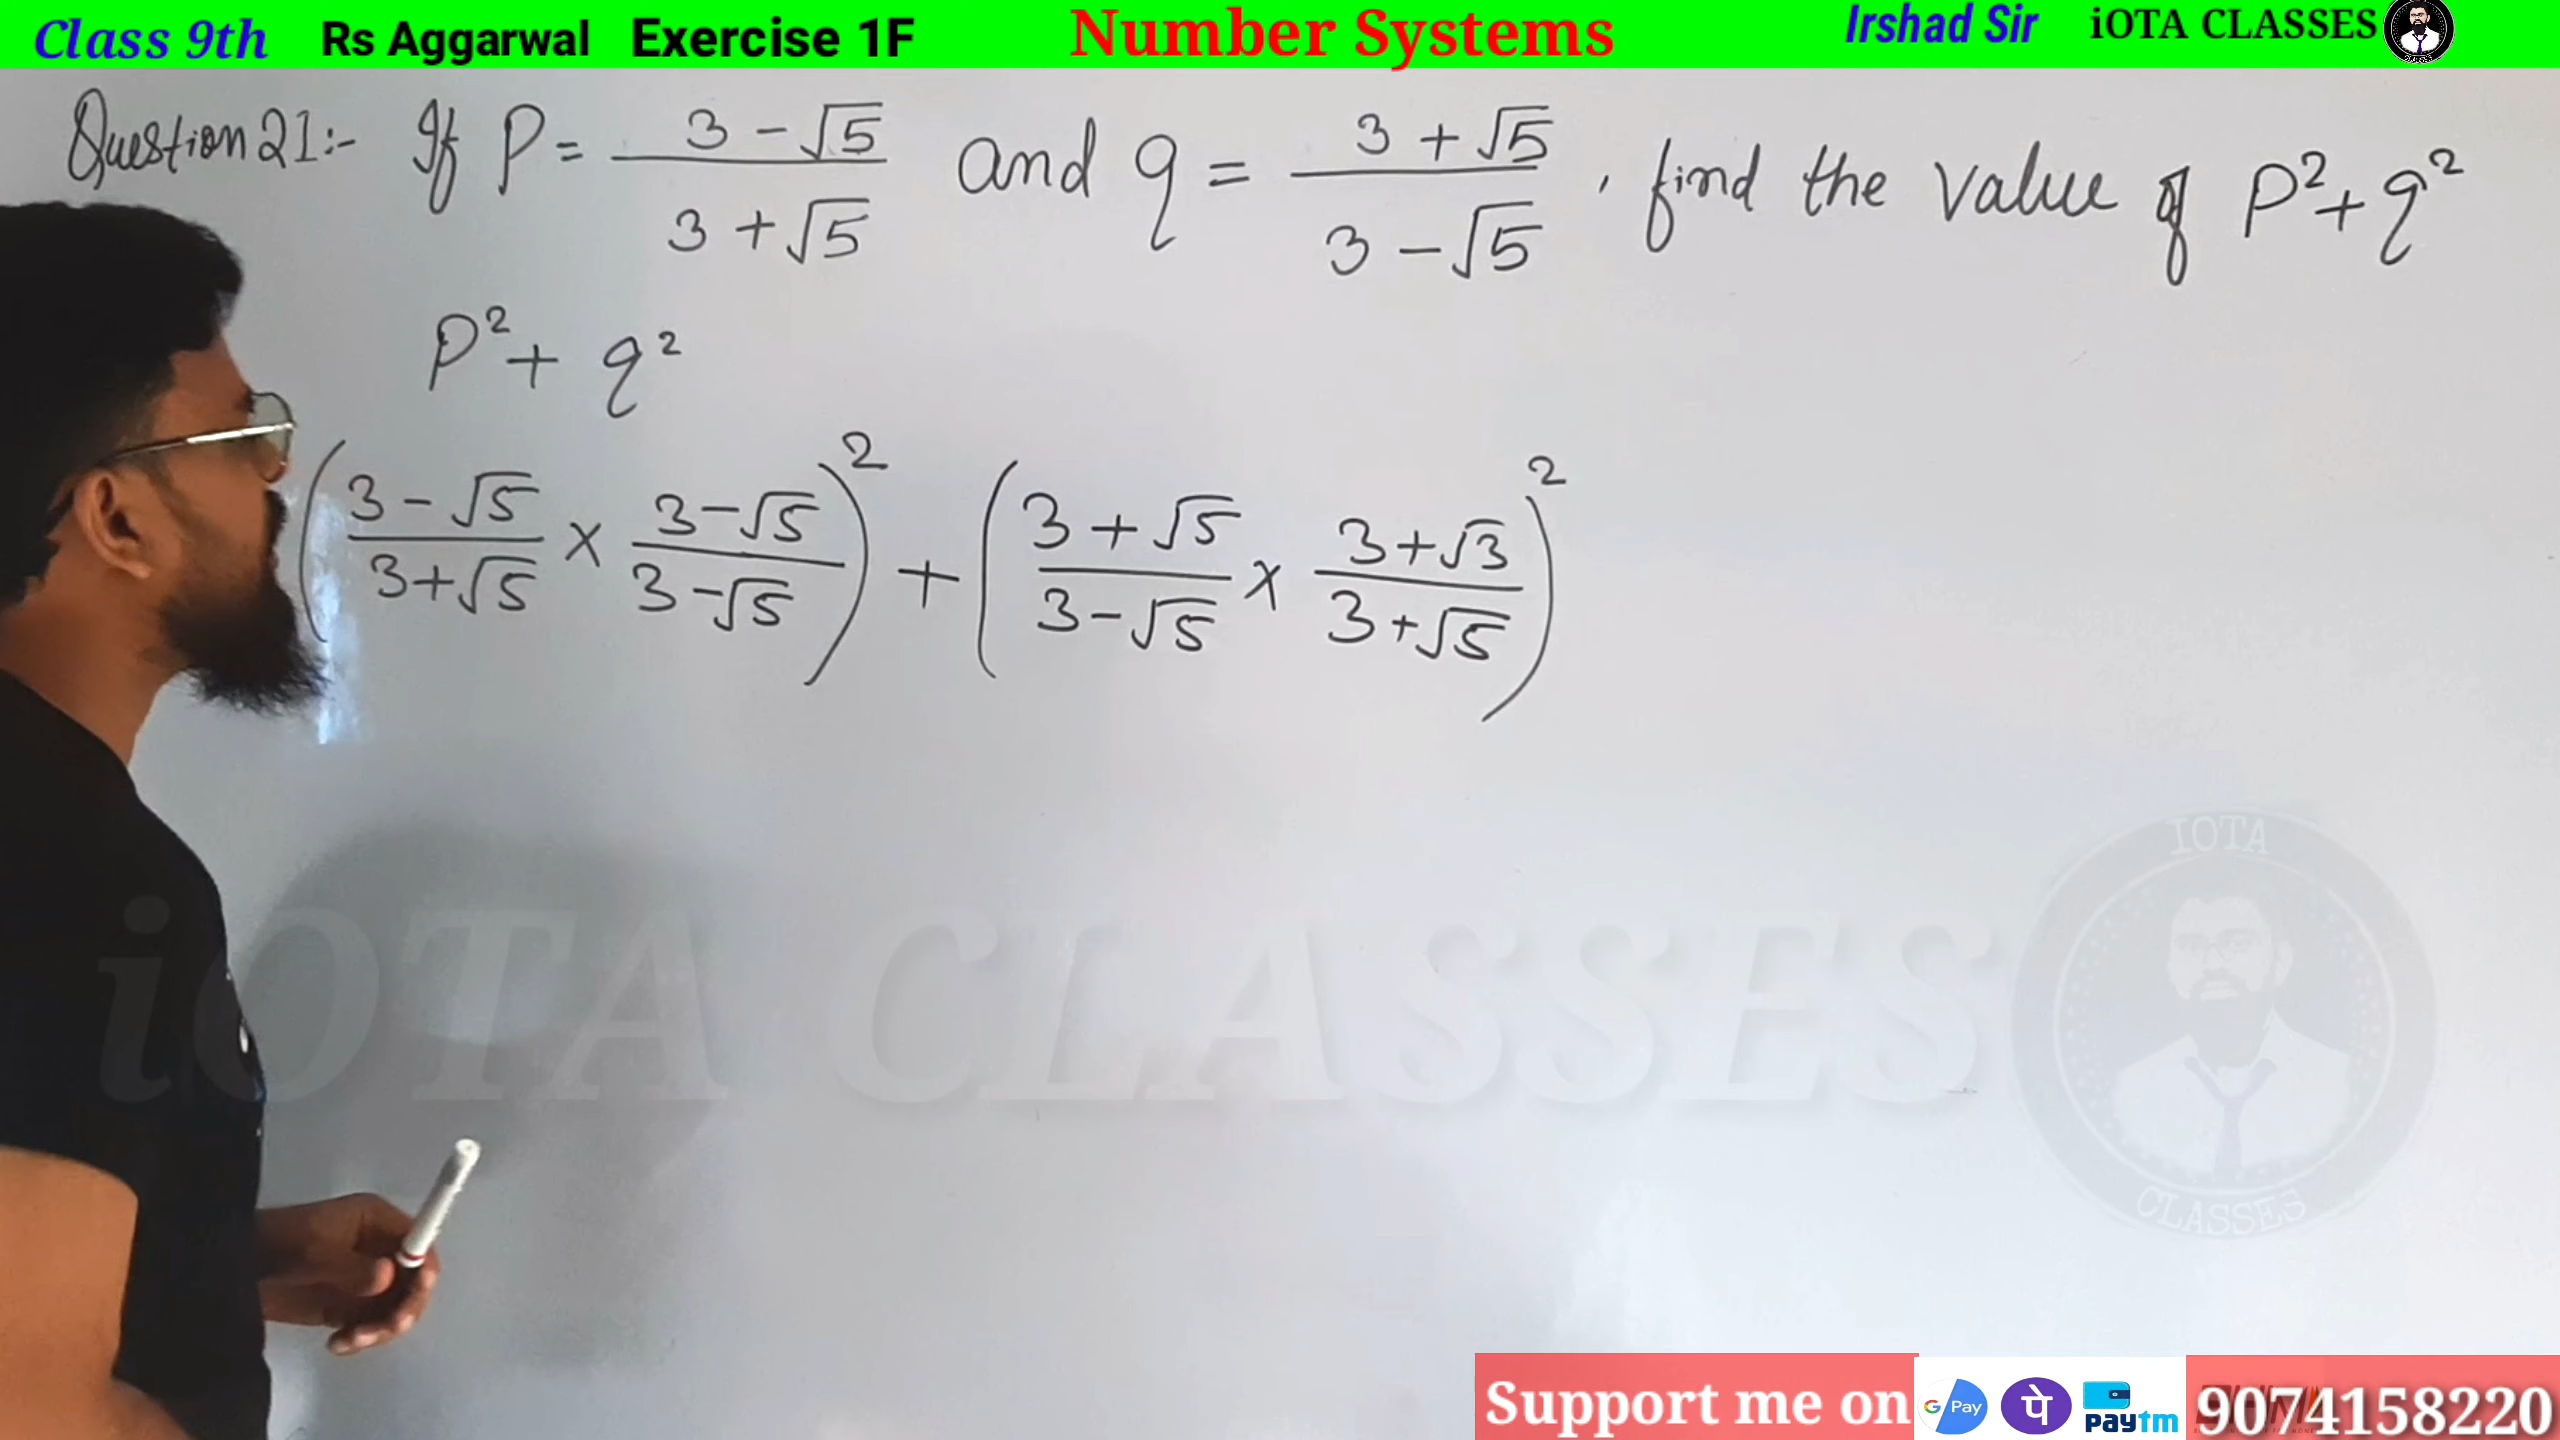 Class 9th Rs Aggarwal Exercise 1F Number Systems Irshad Sir iOTA CLASSES
Question 21:- If P = (3 - √5)/(3 + √5) and q = (3 + √5)/(3 - √5), find the value of P² + q²
P² + q²
((3 - √5)/(3 + √5) × (3 - √5)/(3 - √5))² + ((3 + √5)/(3 - √5) × (3 + √3)/(3 + √5))²
IOTA
iOTA CLASSES
CLASSES
Support me on G Pay पे paytm 9074158220